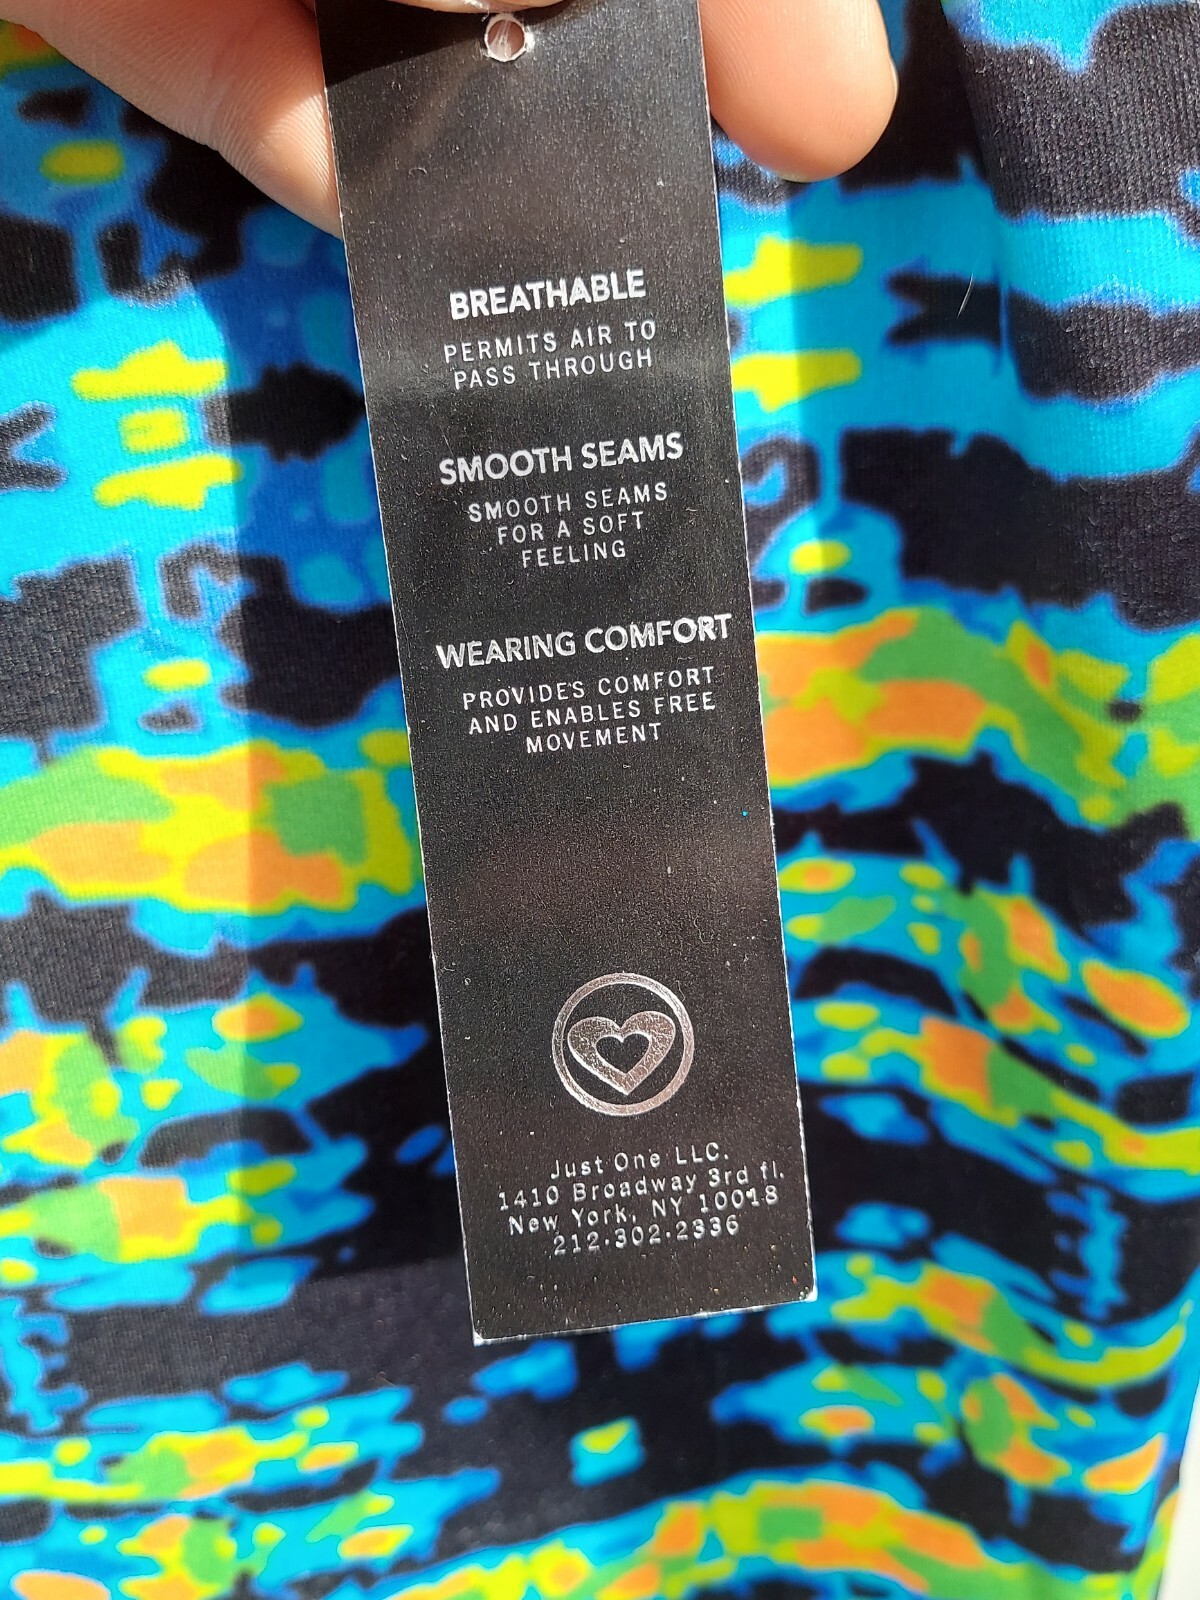 BREATHABLE
PERMITS AIR TO
PASS THROUGH
SMOOTH SEAMS
SMOOTH SEAMS
FOR A SOFT
FEELING
WEARING COMFORT
PROVIDES COMFORT
AND ENABLES FREE
MOVEMENT
Just One LLC.
1410 Broadway 3rd fl.
New York, NY 10018
212·302·2336